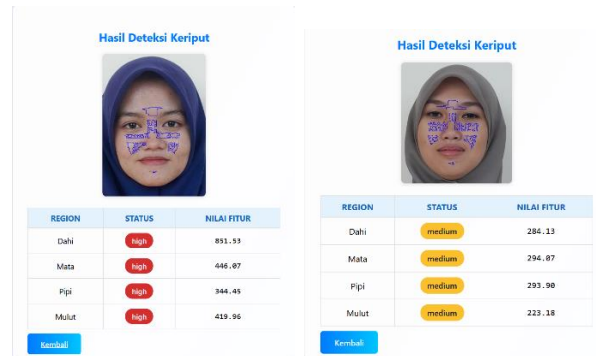 Hasil Deteksi Keriput
REGION STATUS NILAI FITUR
Dahi high 851.53
Mata high 446.07
Pipi high 344.45
Mulut high 419.96
Kembali
Hasil Deteksi Keriput
REGION STATUS NILAI FITUR
Dahi medium 284.13
Mata medium 294.07
Pipi medium 293.90
Mulut medium 223.18
Kembali